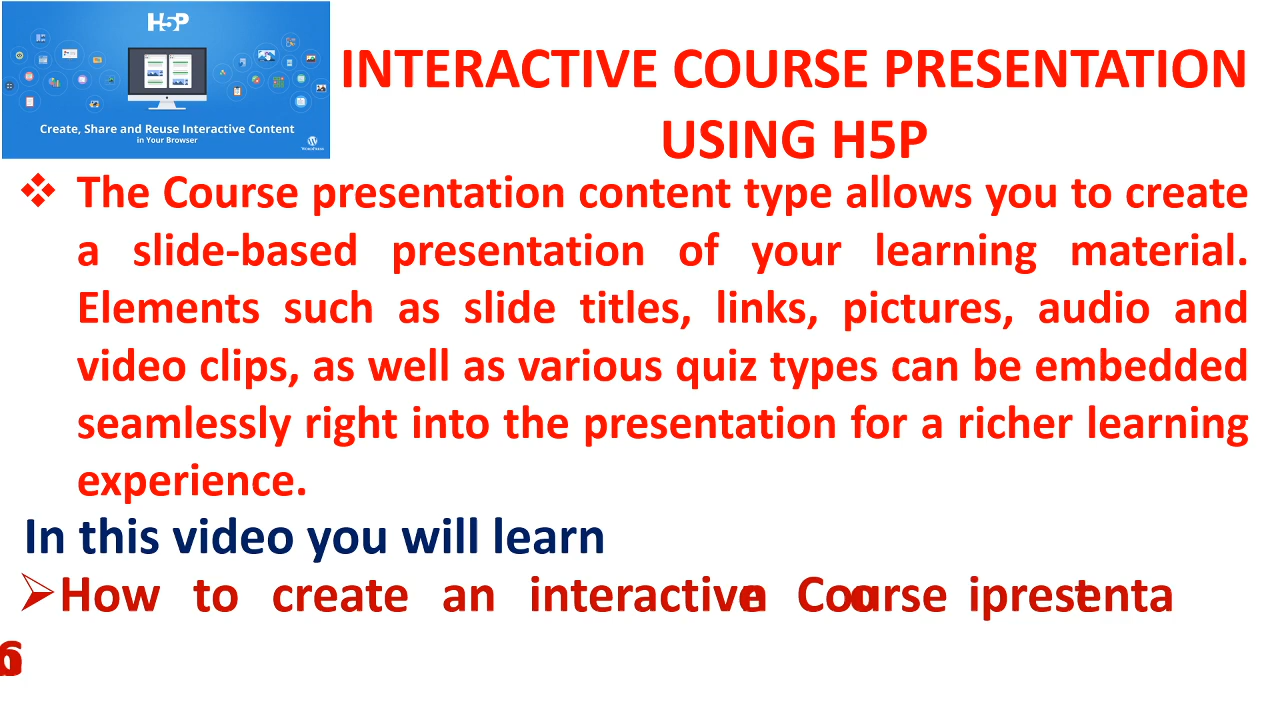 H5P
Create, Share and Reuse Interactive Content
in Your Browser
INTERACTIVE COURSE PRESENTATION
USING H5P
The Course presentation content type allows you to create
a slide-based presentation of your learning material.
Elements such as slide titles, links, pictures, audio and
video clips, as well as various quiz types can be embedded
seamlessly right into the presentation for a richer learning
experience.
In this video you will learn
How to create an interactive Course presenta